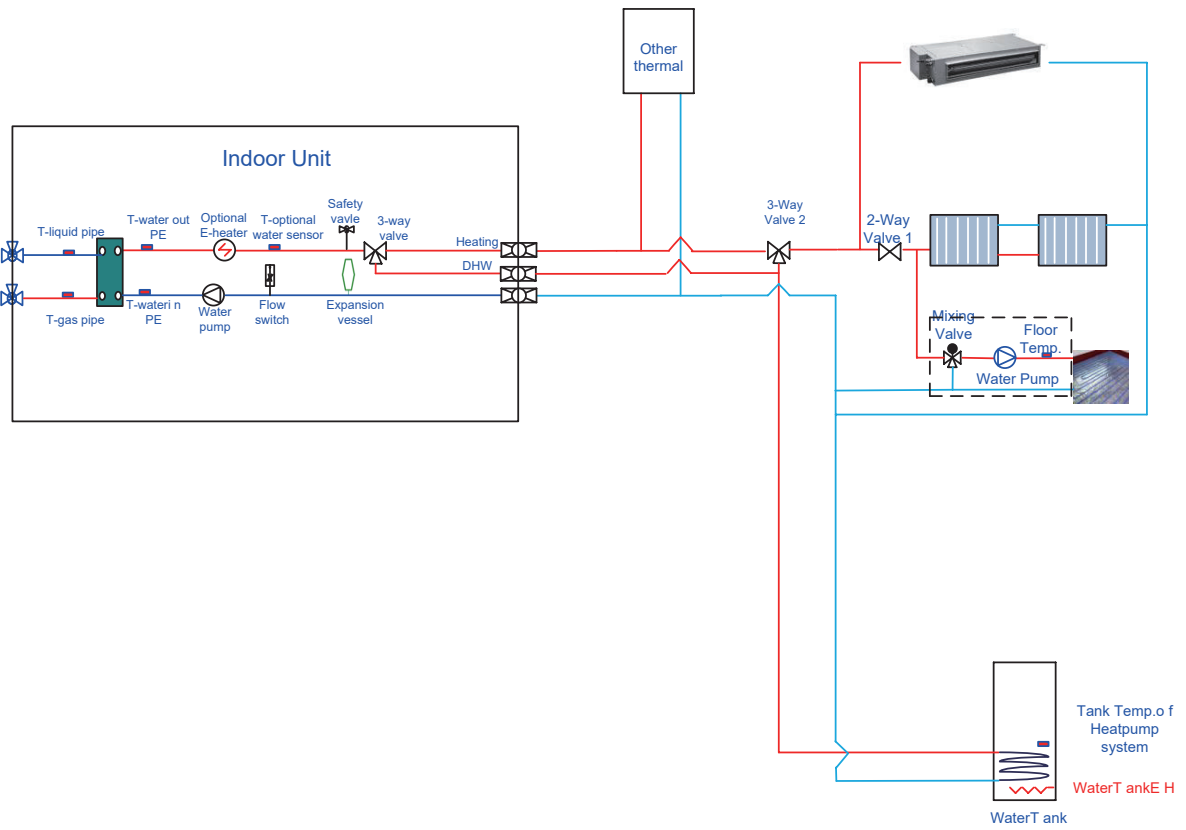 Other
thermal
Indoor Unit
Safety
vavle
3-way
valve
T-water out
PE
Optional
E-heater
T-optional
water sensor
T-liquid pipe
Heating
DHW
T-gas pipe
T-wateri n
PE
Water
pump
Flow
switch
Expansion
vessel
3-Way
Valve 2
2-Way
Valve 1
Mixing
Valve
Floor
Temp.
Water Pump
Tank Temp.o f
Heatpump
system
WaterT ankE H
WaterT ank